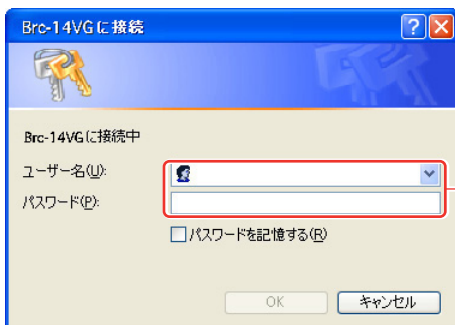 Brc-14VGに接続
Brc-14VGに接続中
ユーザー名(U):
パスワード(P):
パスワードを記憶する(R)
OK
キャンセル